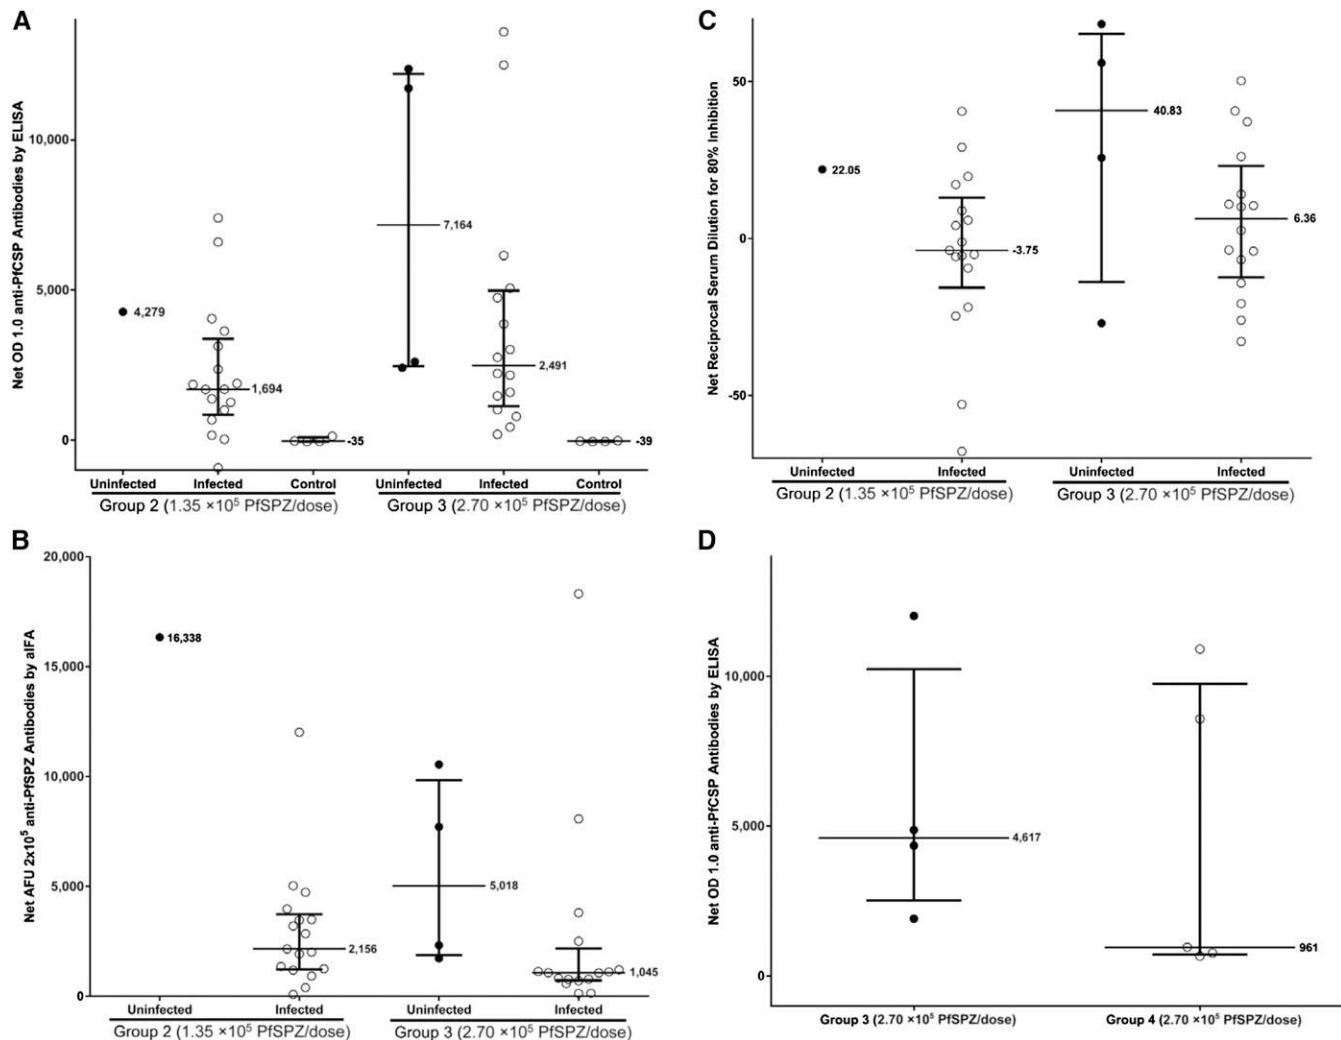 A
Net OD 1.0 anti-PfCSP Antibodies by ELISA
10,000
5,000
0
4,279
1,694
-35
7,164
2,491
-39
Uninfected Infected Control Uninfected Infected Control
Group 2 (1.35 ×10⁵ PfSPZ/dose) Group 3 (2.70 ×10⁵ PfSPZ/dose)
B
Net AFU 2x10⁵ anti-PfSPZ Antibodies by aIFA
20,000
15,000
10,000
5,000
0
16,338
2,156
5,018
1,045
Uninfected Infected Uninfected Infected
Group 2 (1.35 ×10⁵ PfSPZ/dose) Group 3 (2.70 ×10⁵ PfSPZ/dose)
C
Net Reciprocal Serum Dilution for 80% Inhibition
50
0
-50
22.05
-3.75
40.83
6.36
Uninfected Infected Uninfected Infected
Group 2 (1.35 ×10⁵ PfSPZ/dose) Group 3 (2.70 ×10⁵ PfSPZ/dose)
D
Net OD 1.0 anti-PfCSP Antibodies by ELISA
10,000
5,000
0
4,617
961
Group 3 (2.70 ×10⁵ PfSPZ/dose) Group 4 (2.70 ×10⁵ PfSPZ/dose)